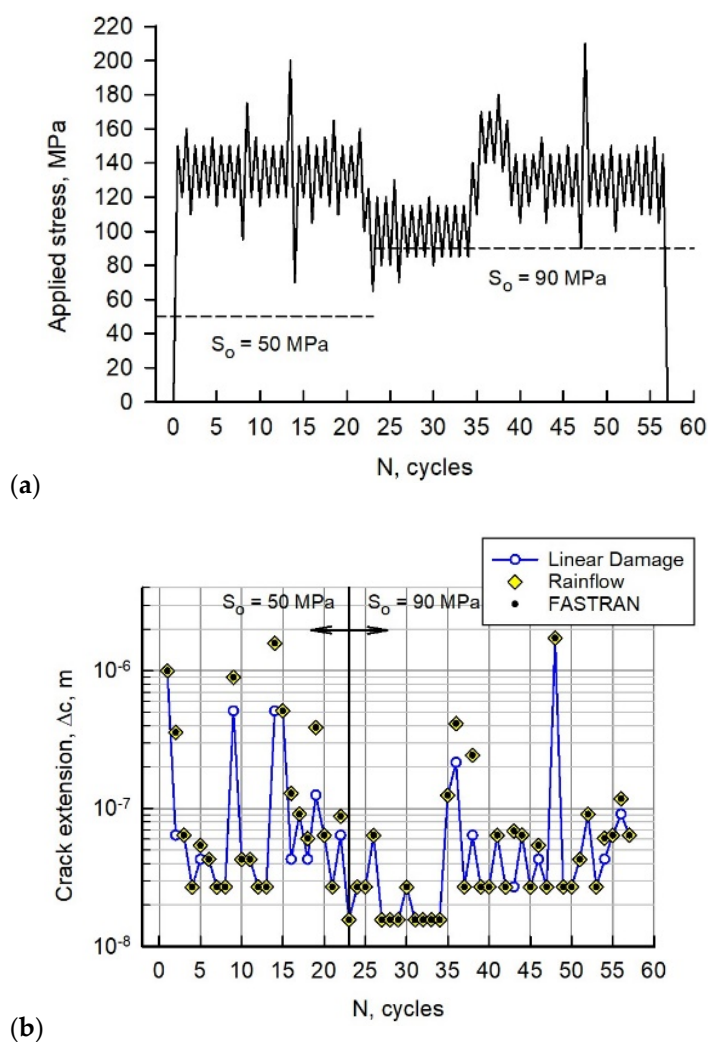 220
200
180
160
140
120
100
80
60
40
20
0
Applied stress, MPa
So = 50 MPa
So = 90 MPa
0 5 10 15 20 25 30 35 40 45 50 55 60
N, cycles
(a)
Linear Damage
Rainflow
FASTRAN
So = 50 MPa So = 90 MPa
10-6
10-7
10-8
Crack extension, Δc, m
0 5 10 15 20 25 30 35 40 45 50 55 60
N, cycles
(b)